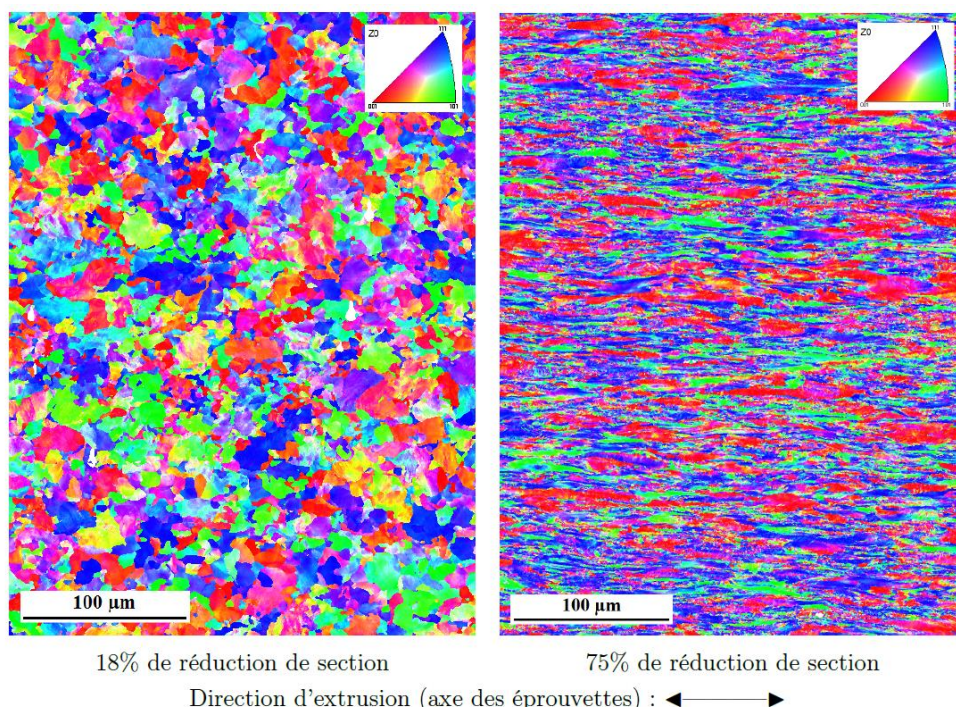 Z0
111
001
101
Z0
111
001
101
100 µm
100 µm
18% de réduction de section
75% de réduction de section
Direction d'extrusion (axe des éprouvettes) :